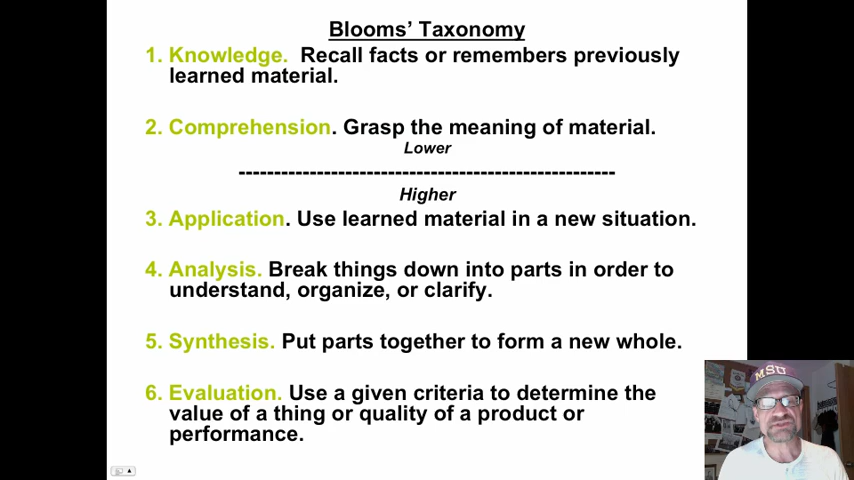 Blooms’ Taxonomy
1. Knowledge. Recall facts or remembers previously
learned material.
2. Comprehension. Grasp the meaning of material.
Lower
-----------------------------------------------------
Higher
3. Application. Use learned material in a new situation.
4. Analysis. Break things down into parts in order to
understand, organize, or clarify.
5. Synthesis. Put parts together to form a new whole.
6. Evaluation. Use a given criteria to determine the
value of a thing or quality of a product or
performance.
MSU